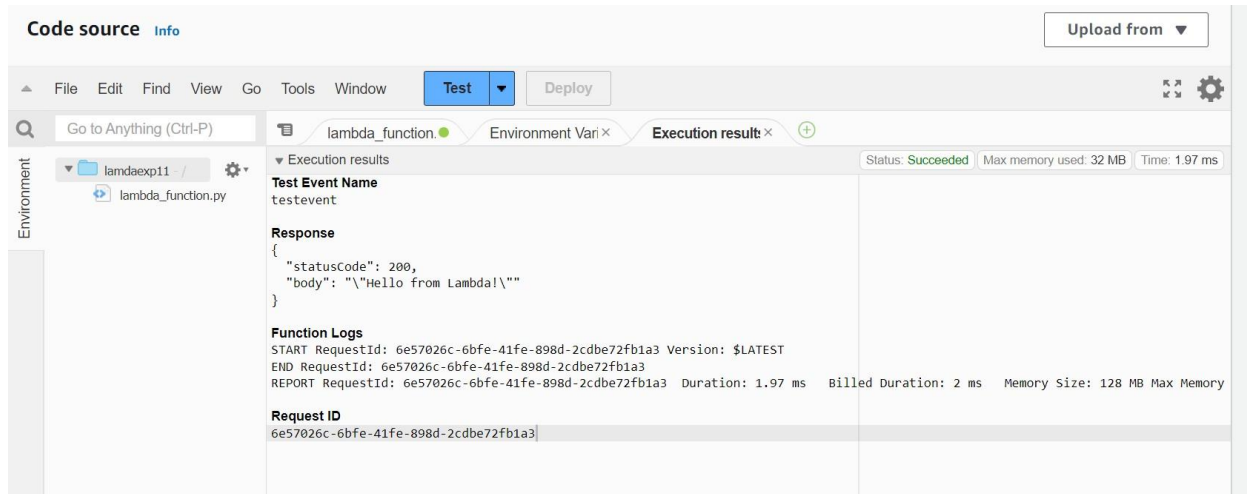 Code source Info
Upload from
File Edit Find View Go Tools Window Test Deploy
Go to Anything (Ctrl-P)
lambda_function. Environment Vari × Execution results ×
Environment
lamdaexp11 - /
lambda_function.py
Execution results
Status: Succeeded Max memory used: 32 MB Time: 1.97 ms
Test Event Name
testevent
Response
{
"statusCode": 200,
"body": "\"Hello from Lambda!\""
}
Function Logs
START RequestId: 6e57026c-6bfe-41fe-898d-2cdbe72fb1a3 Version: $LATEST
END RequestId: 6e57026c-6bfe-41fe-898d-2cdbe72fb1a3
REPORT RequestId: 6e57026c-6bfe-41fe-898d-2cdbe72fb1a3 Duration: 1.97 ms Billed Duration: 2 ms Memory Size: 128 MB Max Memory
Request ID
6e57026c-6bfe-41fe-898d-2cdbe72fb1a3